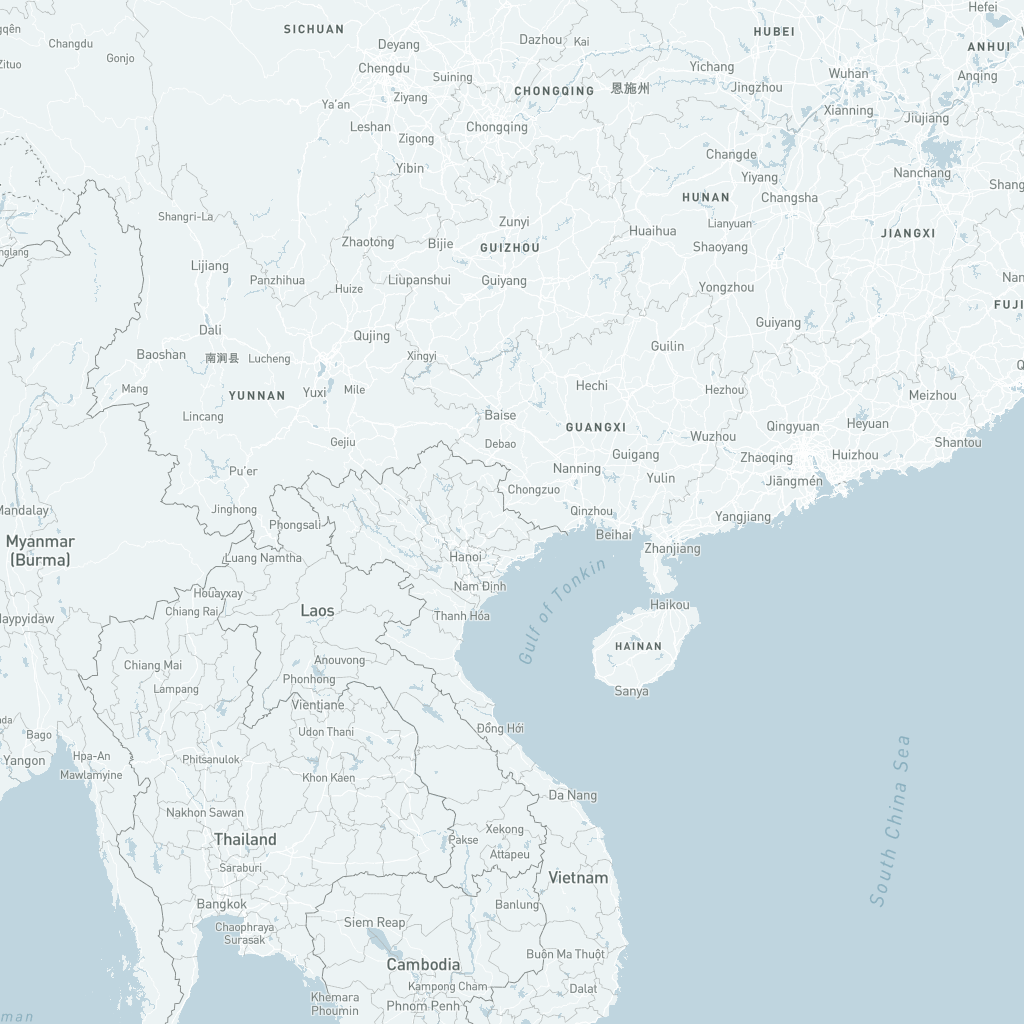 Hefei
SICHUAN
HUBEI
Changdu
Deyang
Dazhou
Kai
ANHUI
Gonjo
Chengdu
Suining
Yichang
Wuhan
Anqing
CHONGQING
恩施州
Jingzhou
Ya'an
Ziyang
Xianning
Jiujiang
Leshan
Zigong
Chongqing
Yibin
Changde
Yiyang
Nanchang
HUNAN
Changsha
Shangri-La
Zunyi
Lianyuan
Huaihua
JIANGXI
Zhaotong
Bijie
GUIZHOU
Shaoyang
Lijiang
Panzhihua
Huize
Liupanshui
Guiyang
Yongzhou
Dali
Qujing
Guiyang
Guilin
Baoshan
南涧县
Lucheng
Xingyi
Mang
YUNNAN
Yuxi
Mile
Hechi
Hezhou
Meizhou
Lincang
Baise
Qingyuan
Heyuan
Gejiu
Debao
GUANGXI
Wuzhou
Shantou
Pu'er
Nanning
Guigang
Yulin
Zhaoqing
Huizhou
Chongzuo
Jiāngmén
Mandalay
Jinghong
Qinzhou
Yangjiang
Phongsali
Beihai
Myanmar
(Burma)
Luang Namtha
Hanoi
Zhanjiang
Houayxay
Nam Định
Gulf of Tonkin
Chiang Rai
Laos
Thanh Hóa
Haikou
HAINAN
Chiang Mai
Anouvong
Lampang
Phonhong
Sanya
Vientiane
Udon Thani
Đồng Hới
Bago
Yangon
Hpa-An
Mawlamyine
Phitsanulok
Khon Kaen
South China Sea
Da Nang
Nakhon Sawan
Xekong
Thailand
Pakse
Attapeu
Saraburi
Vietnam
Bangkok
Banlung
Chaophraya
Surasak
Siem Reap
Cambodia
Buôn Ma Thuột
Kampong Cham
Dalat
Khemara
Phoumin
Phnom Penh